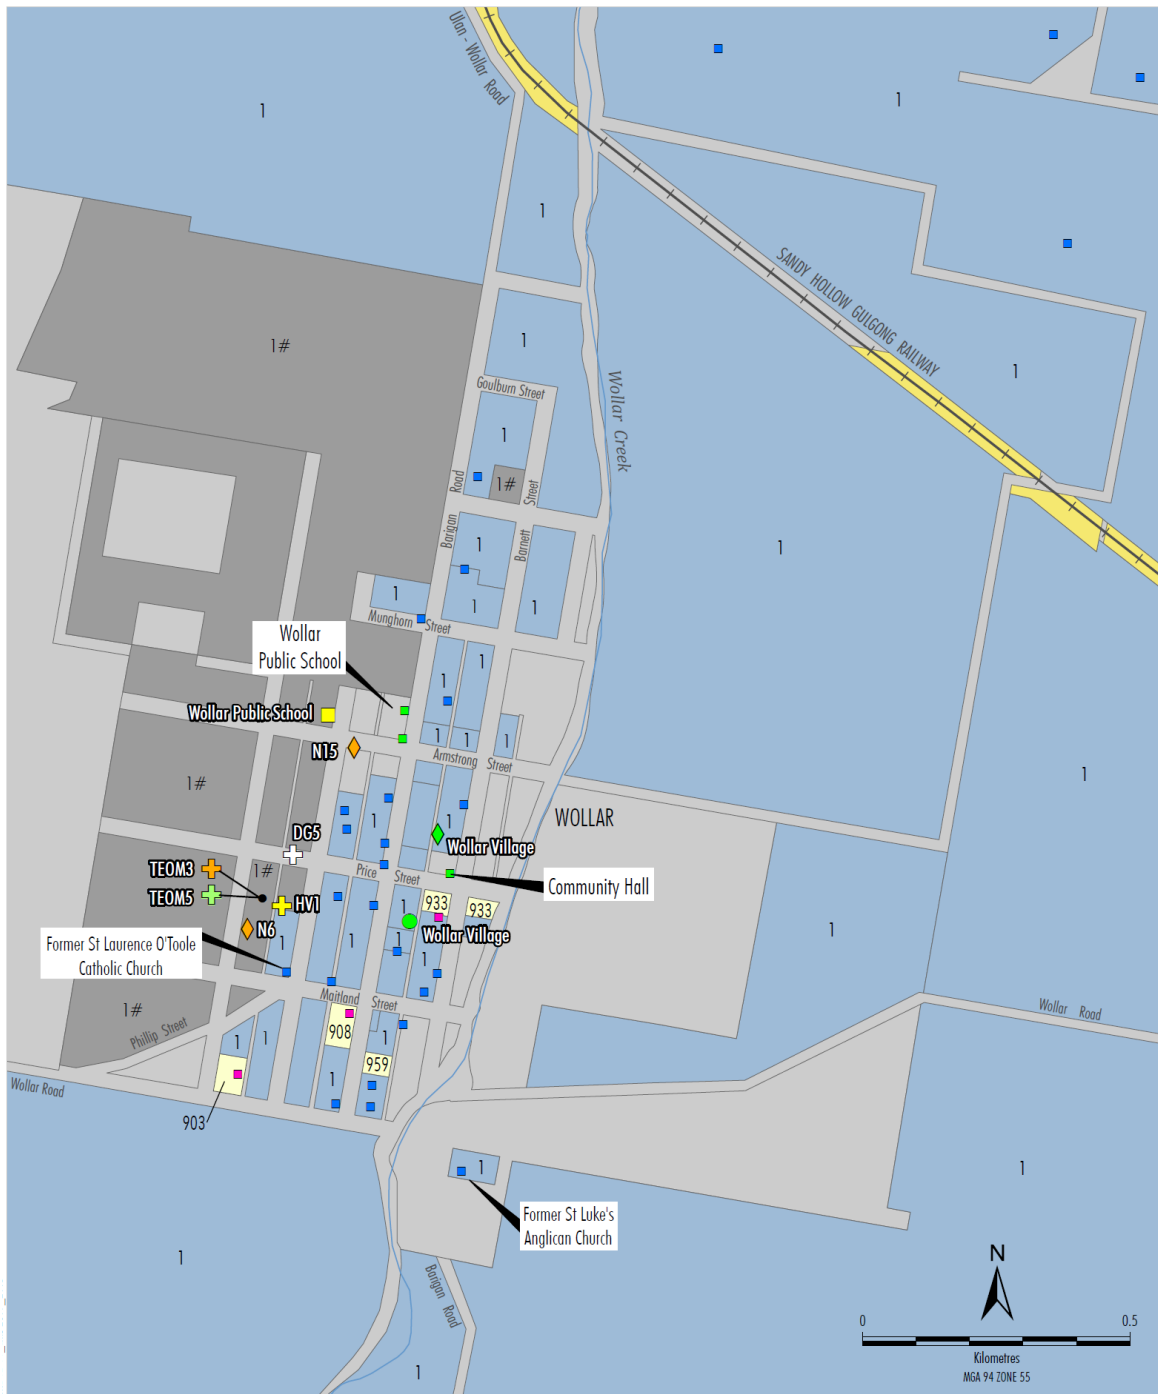 Ulan - Wollar Road
1
1
1
SANDY HOLLOW GULGONG RAILWAY
1#
1
1
Goulburn Street
Wollar Creek
1
1#
Barigan Road
Barnett Street
1
1
1
1
1
Munghorn Street
Wollar
Public School
1
1
Wollar Public School
N15
1
1
1
Armstrong Street
1
1#
1
1
WOLLAR
DG5
Wollar Village
TEOM3
1#
Price Street
Community Hall
TEOM5
HV1
1
933
933
N6
Wollar Village
1
1
1
1
1
Former St Laurence O'Toole
Catholic Church
Maitland Street
1#
Phillip Street
Wollar Road
908
1
1
1
959
1
Wollar Road
903
1
1
Former St Luke's
Anglican Church
1
Barigan Road
1
N
0
0.5
Kilometres
MGA 94 ZONE 55